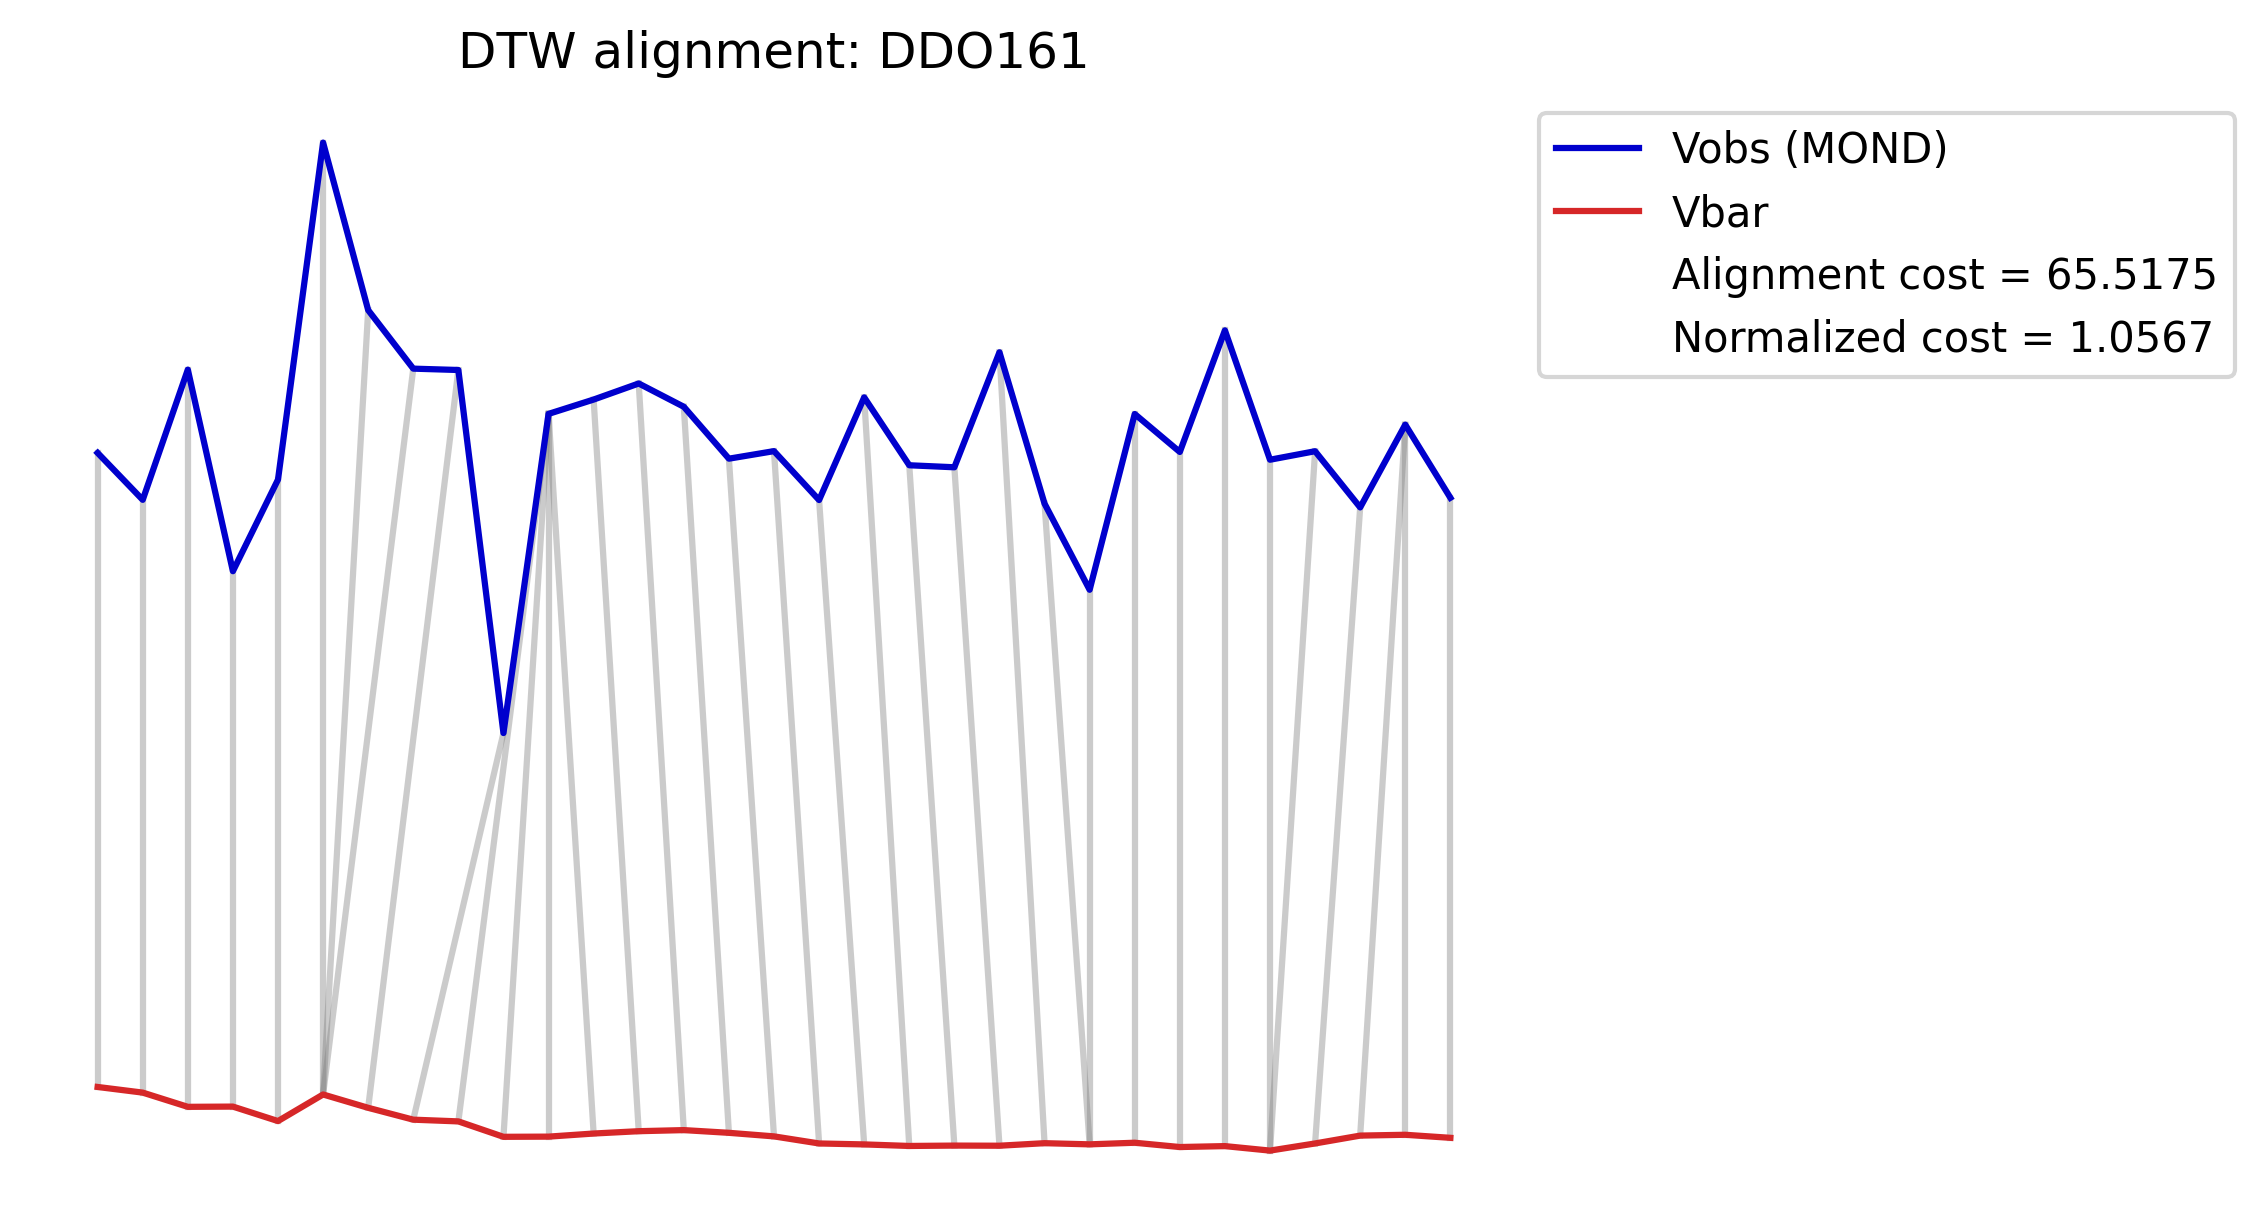 DTW alignment: DDO161
Vobs (MOND)
Vbar
Alignment cost = 65.5175
Normalized cost = 1.0567